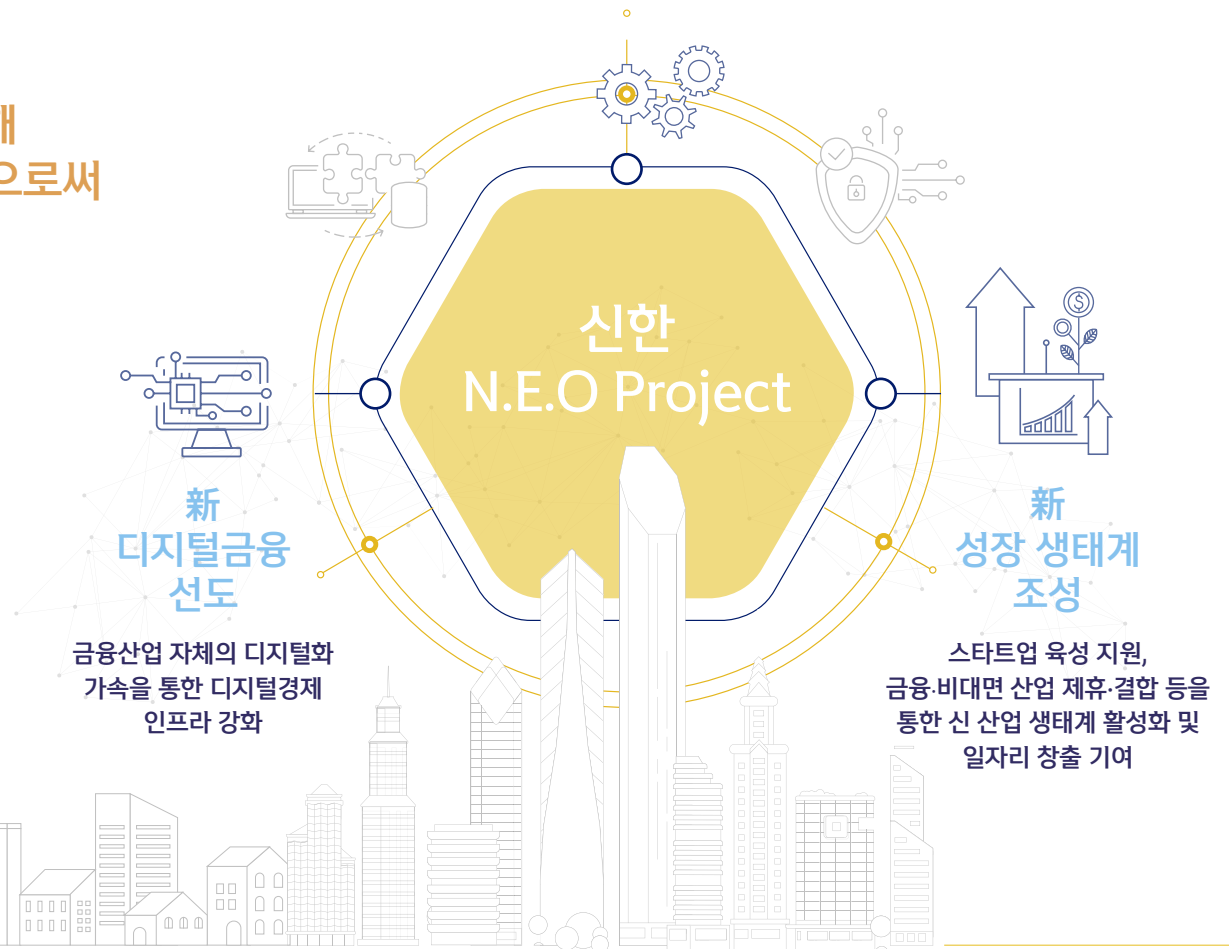 으로써
신한
N.E.O Project
新
디지털금융
선도
금융산업 자체의 디지털화
가속을 통한 디지털경제
인프라 강화
新
성장 생태계
조성
스타트업 육성 지원,
금융·비대면 산업 제휴·결합 등을
통한 신 산업 생태계 활성화 및
일자리 창출 기여